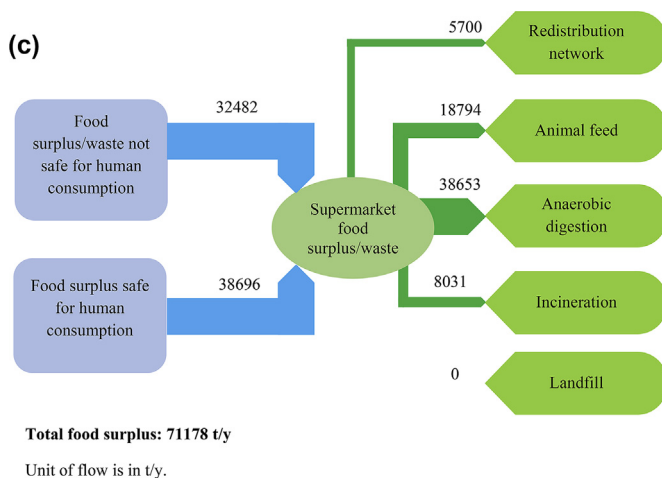 (c)
Food
surplus/waste not
safe for human
consumption
32482
Food surplus safe
for human
consumption
38696
Supermarket
food
surplus/waste
5700
Redistribution
network
18794
Animal feed
38653
Anaerobic
digestion
8031
Incineration
0
Landfill
Total food surplus: 71178 t/y
Unit of flow is in t/y.